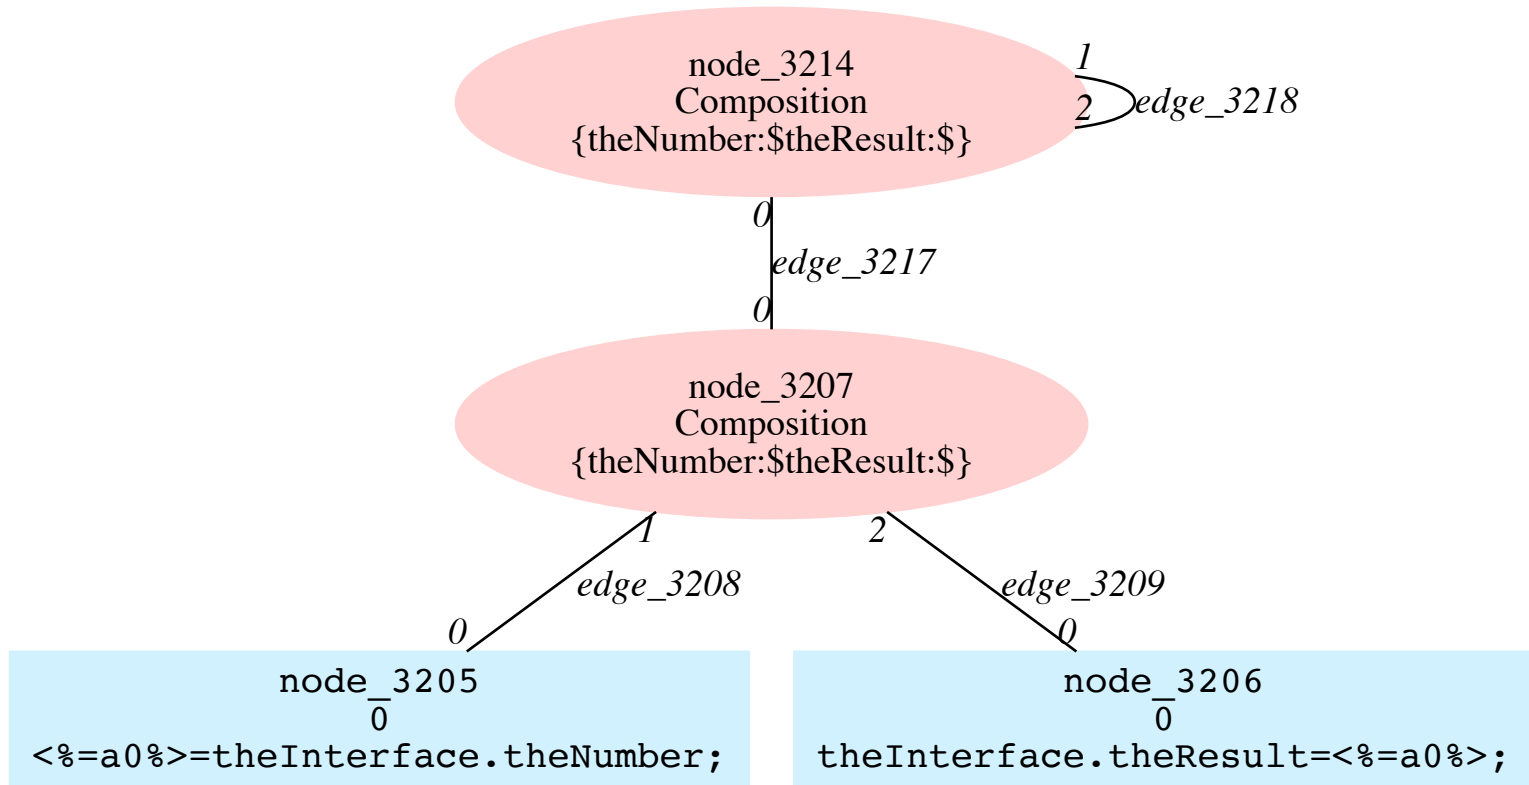 node_3214
Composition
{theNumber:$theResult:$}
1
2
edge_3218
0
edge_3217
0
node_3207
Composition
{theNumber:$theResult:$}
1
2
edge_3208
edge_3209
0
0
node_3205
0
<%=a0%>=theInterface.theNumber;
node_3206
0
theInterface.theResult=<%=a0%>;